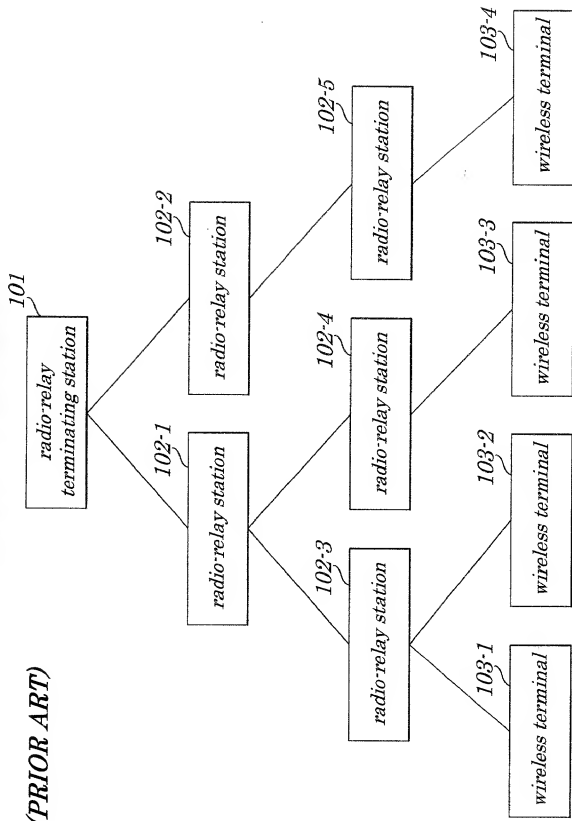 (PRIOR ART)
101
radio-relay
terminating station
102-1
radio-relay station
102-2
radio-relay station
102-3
radio-relay station
102-4
radio-relay station
102-5
radio-relay station
103-1
wireless terminal
103-2
wireless terminal
103-3
wireless terminal
103-4
wireless terminal